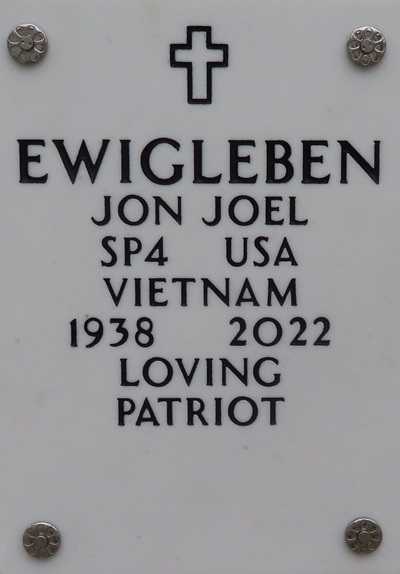 EWIGLEBEN
JON JOEL
SP4 USA
VIETNAM
1938 2022
LOVING
PATRIOT